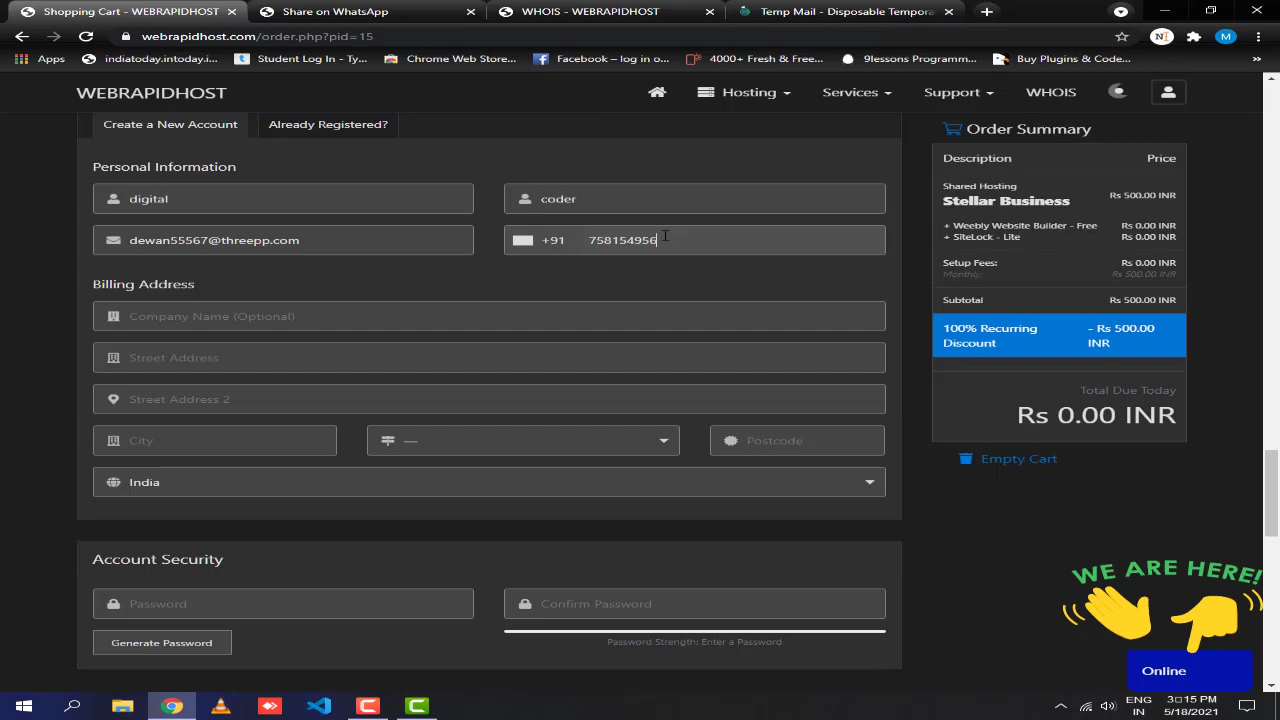 Shopping Cart - WEBRAPIDHOST
Share on WhatsApp
WHOIS - WEBRAPIDHOST
Temp Mail - Disposable Tempora
webrapidhost.com/order.php?pid=15
M
Apps
indiatoday.intoday.i...
Student Log In - Ty...
Chrome Web Store...
Facebook – log in o...
4000+ Fresh & Free...
9lessons Programm...
Buy Plugins & Code...
WEBRAPIDHOST
Hosting
Services
Support
WHOIS
Create a New Account
Already Registered?
Personal Information
digital
coder
dewan55567@threepp.com
+91 758154956
Billing Address
Company Name (Optional)
Street Address
Street Address 2
City
—
Postcode
India
Account Security
Password
Confirm Password
Generate Password
Password Strength: Enter a Password
Order Summary
Description Price
Shared Hosting
Stellar Business Rs 500.00 INR
+ Weebly Website Builder - Free Rs 0.00 INR
+ SiteLock - Lite Rs 0.00 INR
Setup Fees: Rs 0.00 INR
Monthly: Rs 500.00 INR
Subtotal Rs 500.00 INR
100% Recurring - Rs 500.00
Discount INR
Total Due Today
Rs 0.00 INR
Empty Cart
WE ARE HERE!
Online
ENG
IN
3:15 PM
5/18/2021